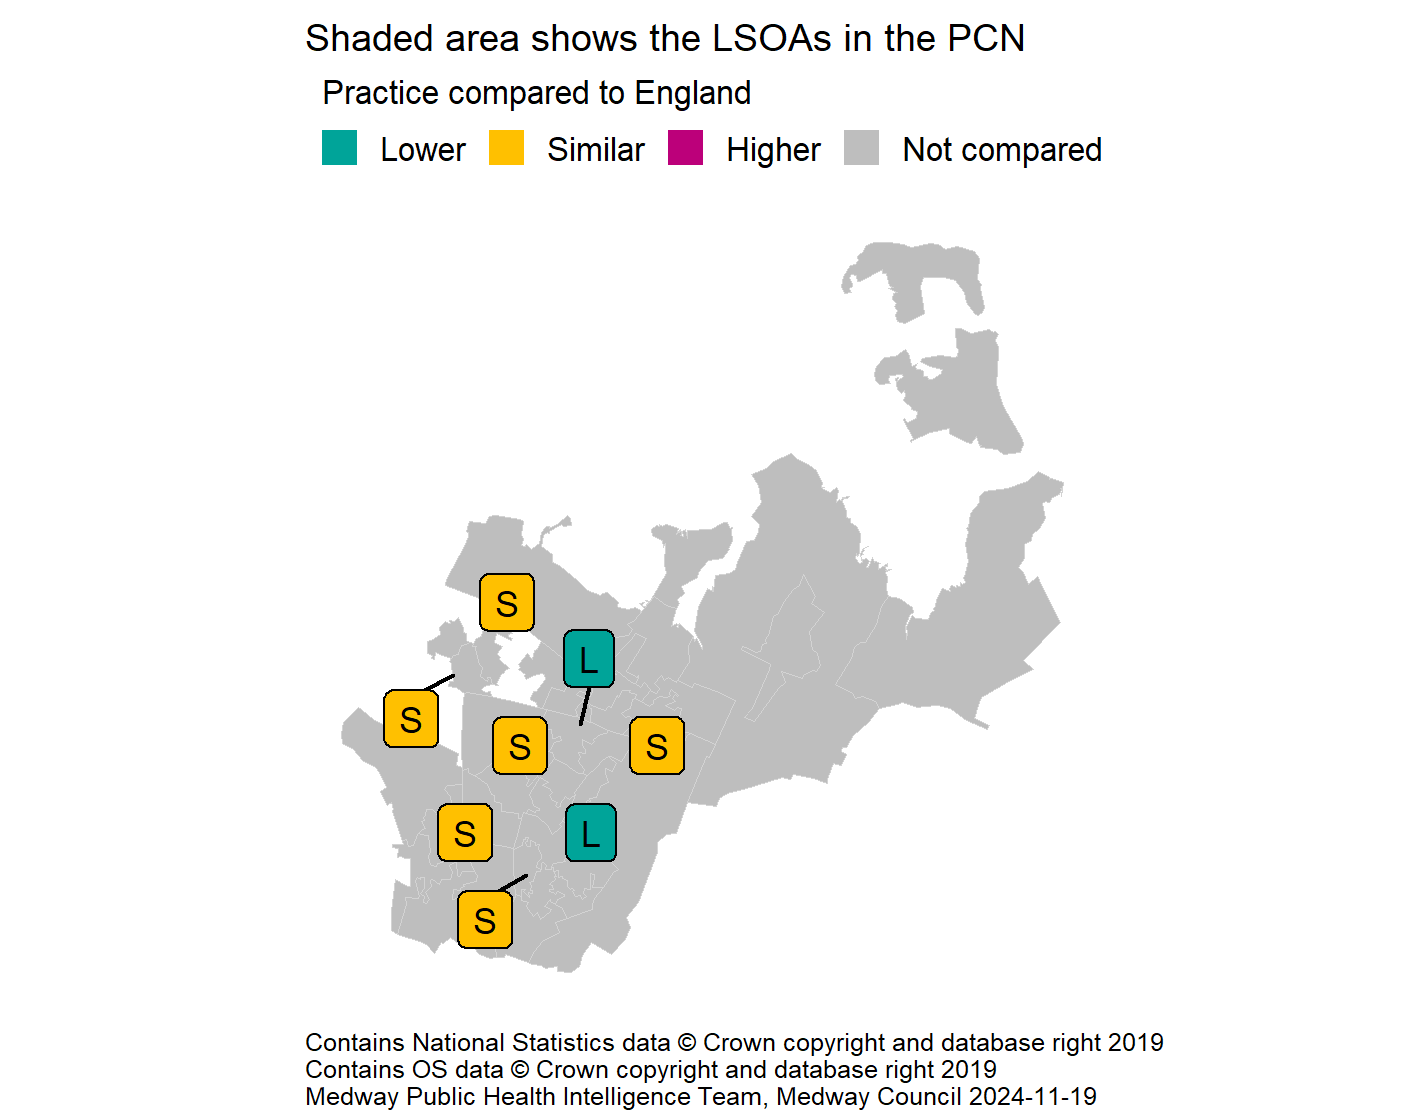 Shaded area shows the LSOAs in the PCN
Practice compared to England
Lower Similar Higher Not compared
S
L
S
S
S
S
L
S
Contains National Statistics data © Crown copyright and database right 2019
Contains OS data © Crown copyright and database right 2019
Medway Public Health Intelligence Team, Medway Council 2024-11-19